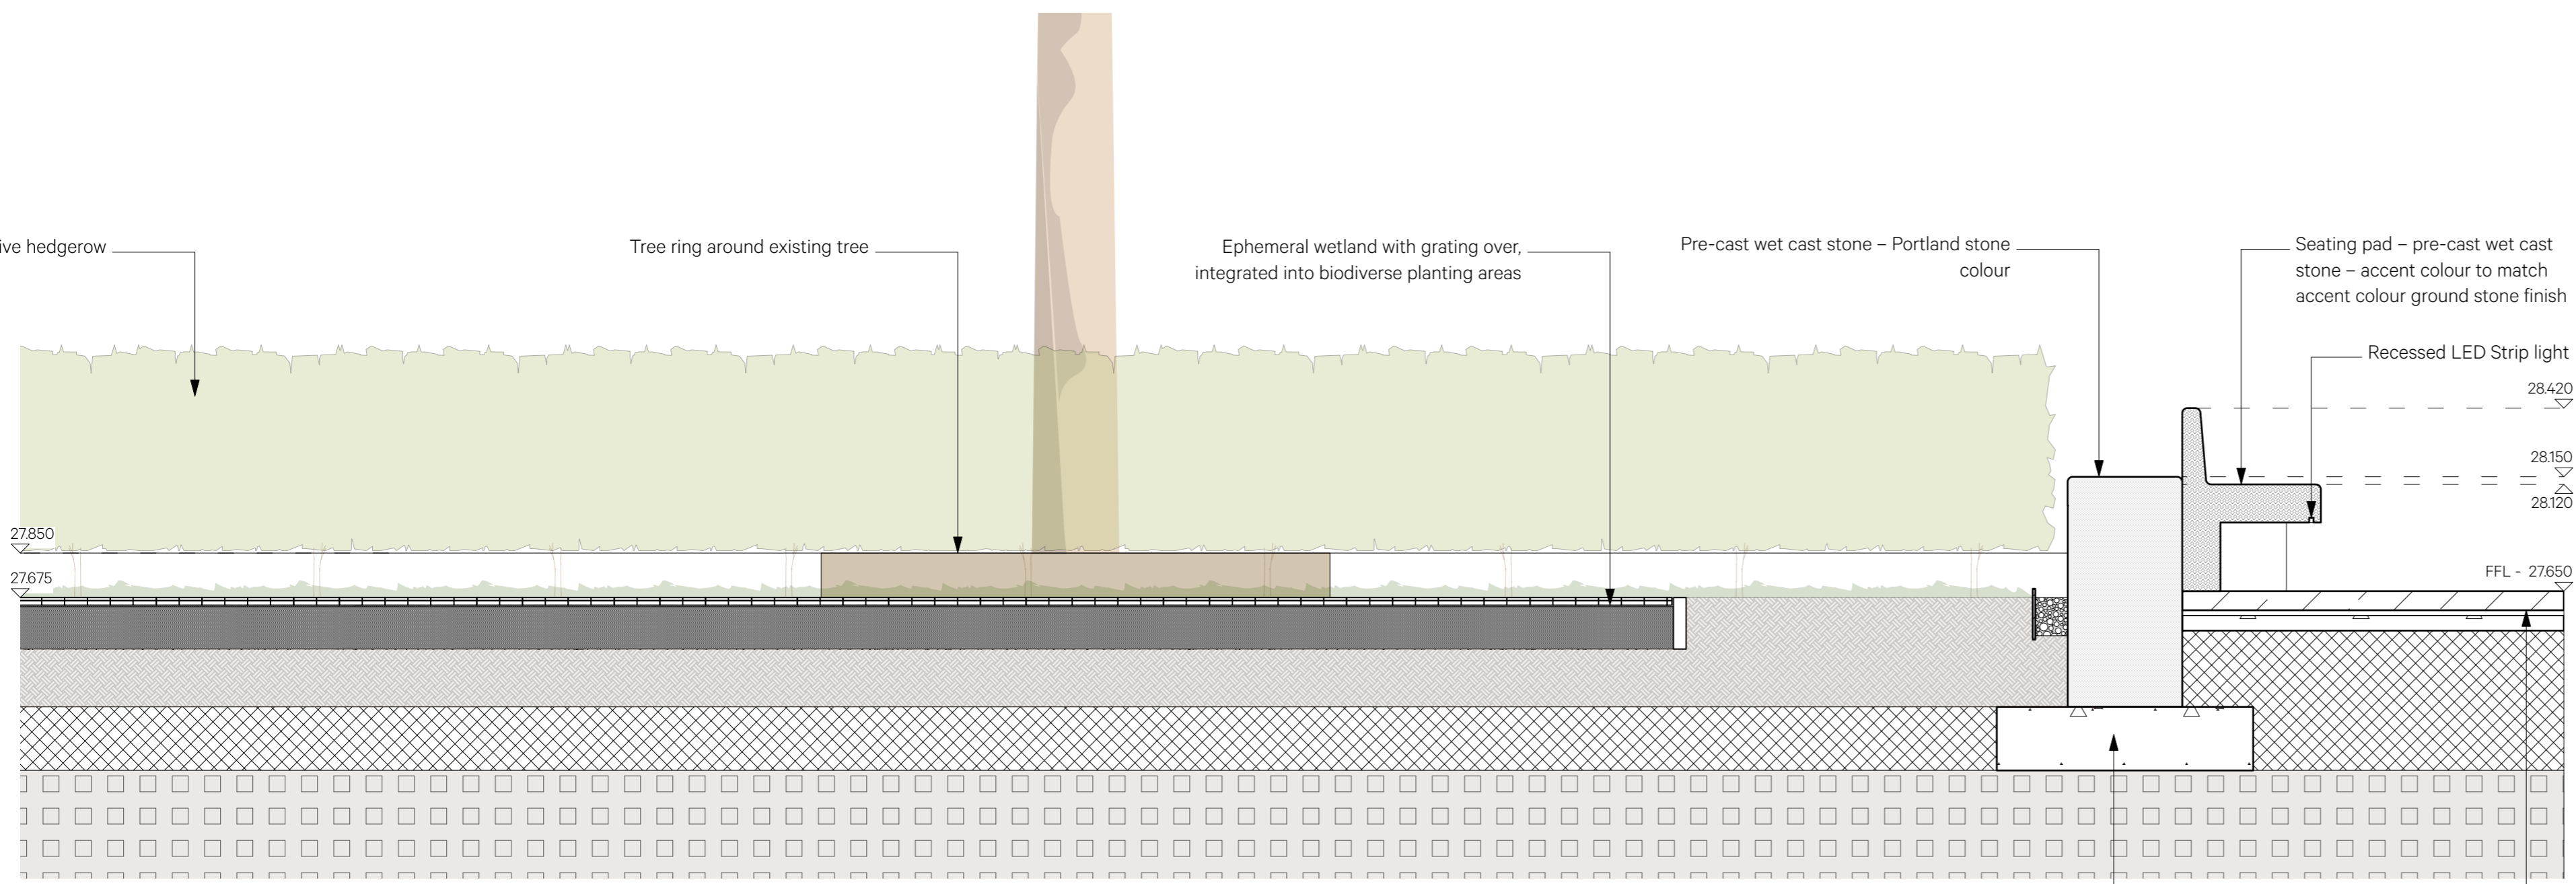 ive hedgerow
Tree ring around existing tree
Ephemeral wetland with grating over,
integrated into biodiverse planting areas
Pre-cast wet cast stone – Portland stone
colour
Seating pad – pre-cast wet cast
stone – accent colour to match
accent colour ground stone finish
Recessed LED Strip light
28.420
28.150
28.120
27.850
27.675
FFL - 27.650